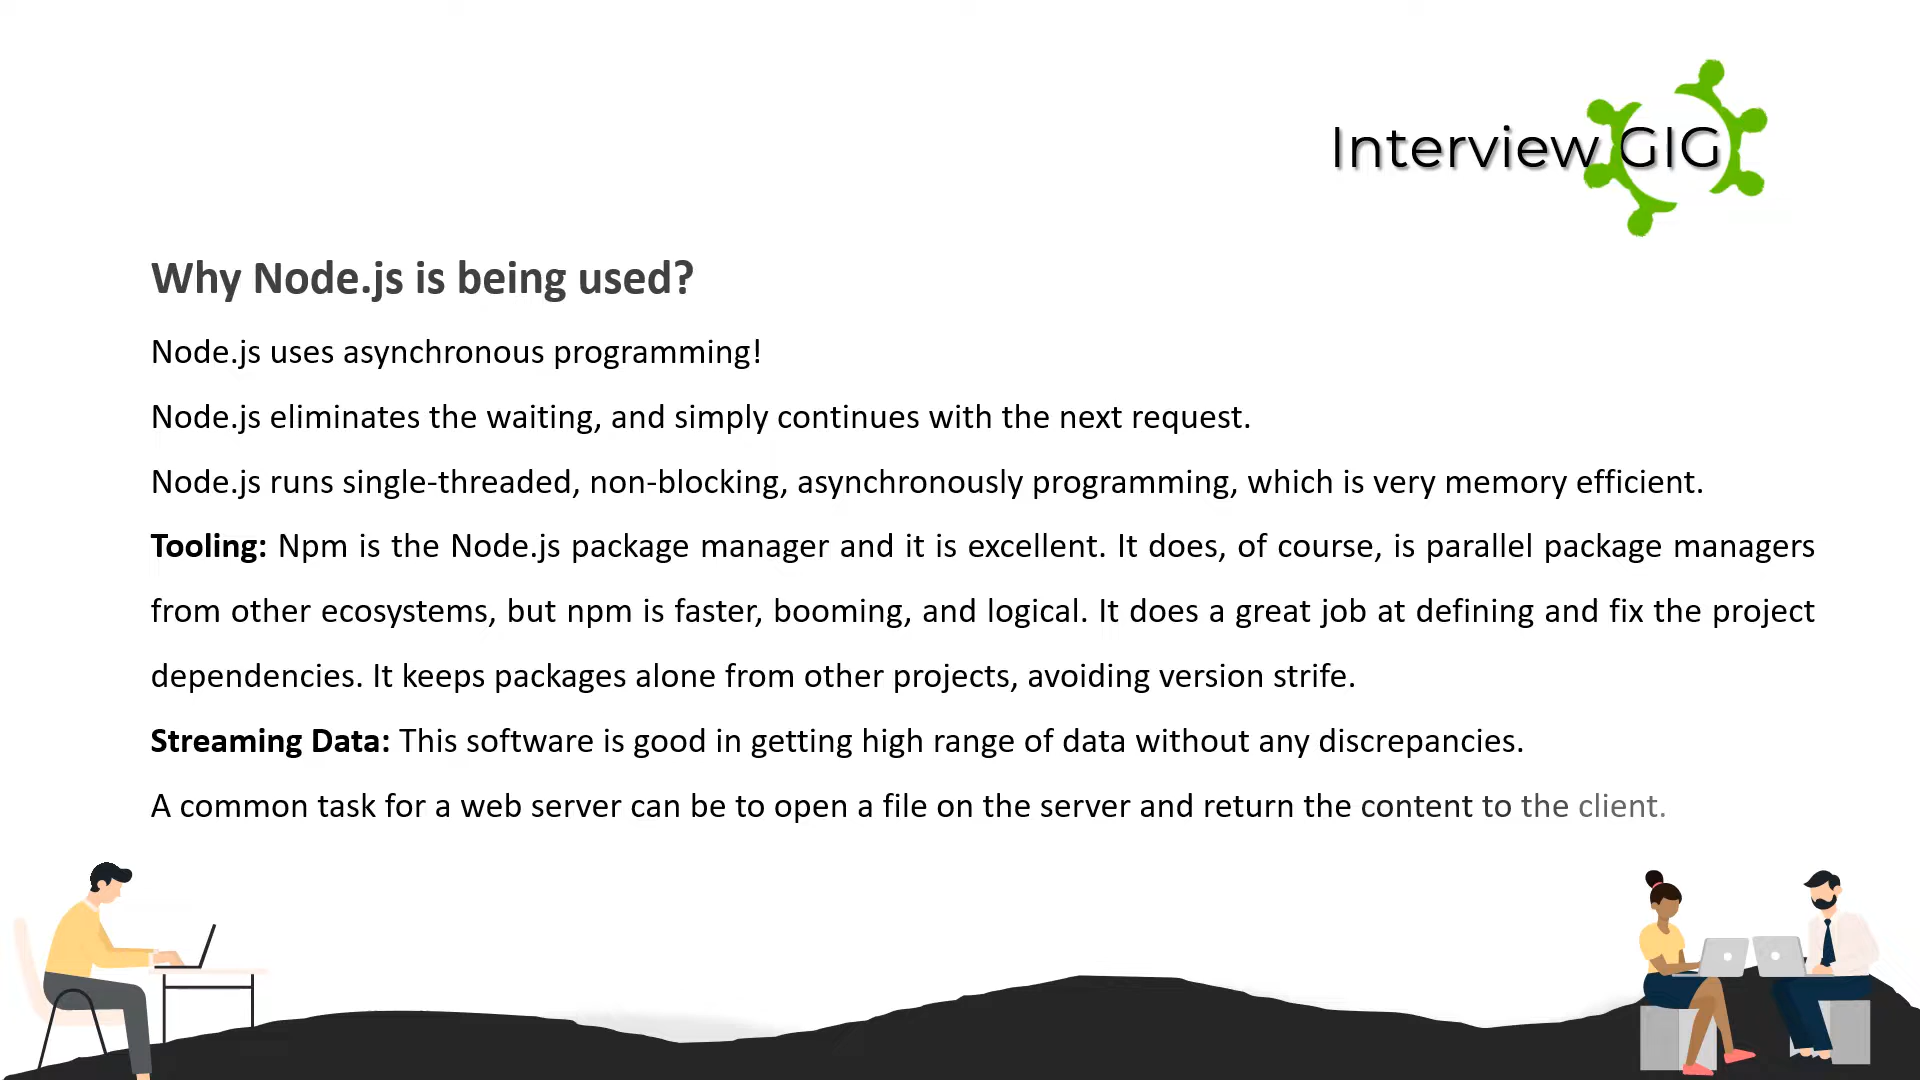 Interview GIG
Why Node.js is being used?
Node.js uses asynchronous programming!
Node.js eliminates the waiting, and simply continues with the next request.
Node.js runs single-threaded, non-blocking, asynchronously programming, which is very memory efficient.
Tooling: Npm is the Node.js package manager and it is excellent. It does, of course, is parallel package managers
from other ecosystems, but npm is faster, booming, and logical. It does a great job at defining and fix the project
dependencies. It keeps packages alone from other projects, avoiding version strife.
Streaming Data: This software is good in getting high range of data without any discrepancies.
A common task for a web server can be to open a file on the server and return the content to the client.